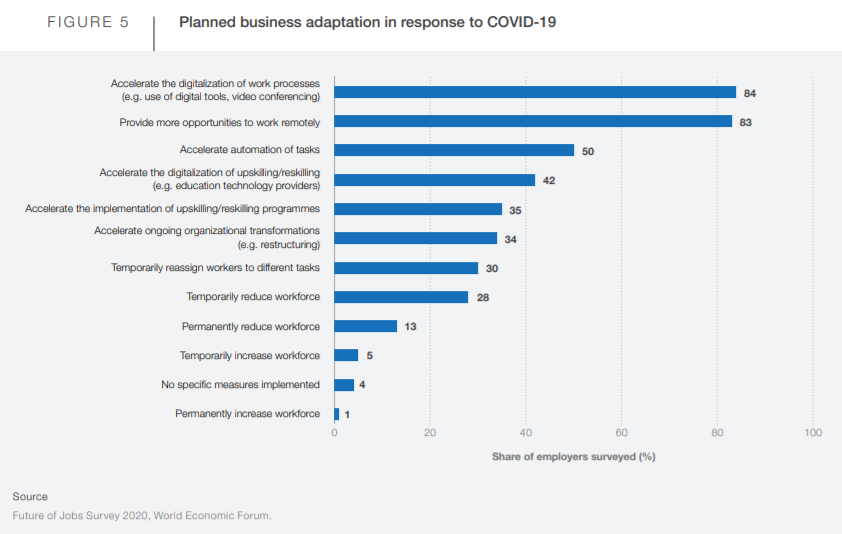 FIGURE 5
Planned business adaptation in response to COVID-19
Accelerate the digitalization of work processes
(e.g. use of digital tools, video conferencing)
84
Provide more opportunities to work remotely
83
Accelerate automation of tasks
50
Accelerate the digitalization of upskilling/reskilling
(e.g. education technology providers)
42
Accelerate the implementation of upskilling/reskilling programmes
35
Accelerate ongoing organizational transformations
(e.g. restructuring)
34
Temporarily reassign workers to different tasks
30
Temporarily reduce workforce
28
Permanently reduce workforce
13
Temporarily increase workforce
5
No specific measures implemented
4
Permanently increase workforce
1
0 20 40 60 80 100
Share of employers surveyed (%)
Source
Future of Jobs Survey 2020, World Economic Forum.